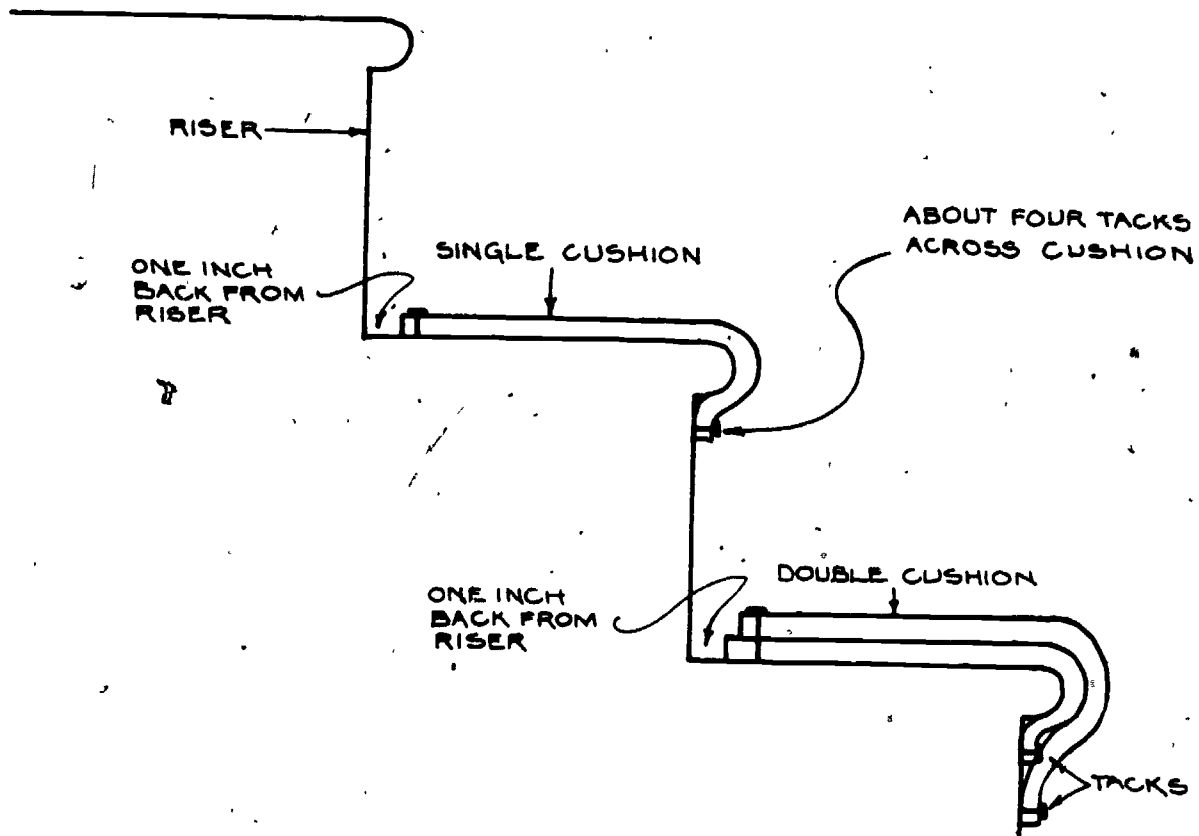 RISER
ABOUT FOUR TACKS
ACROSS CUSHION
SINGLE CUSHION
ONE INCH
BACK FROM
RISER
DOUBLE CUSHION
ONE INCH
BACK FROM
RISER
TACKS